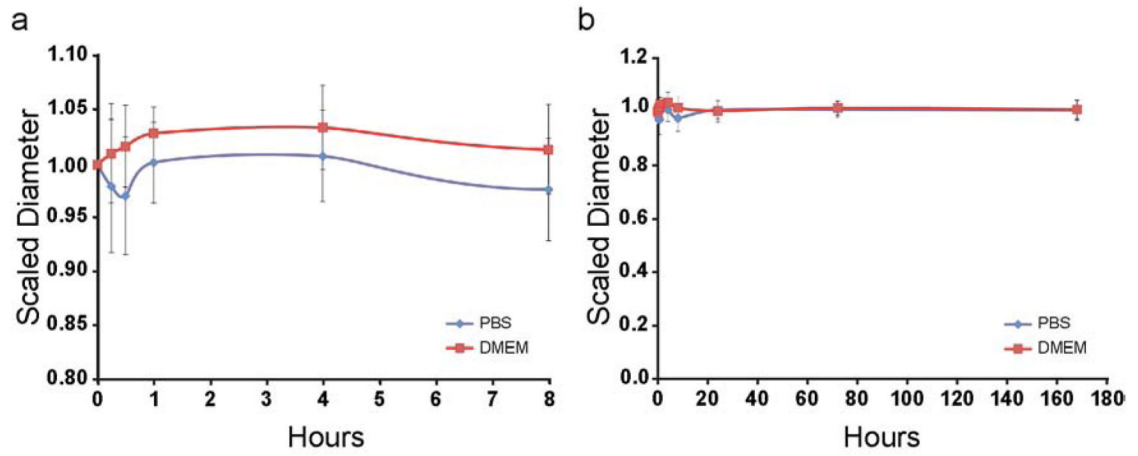 a
1.10
1.05
1.00
0.95
0.90
0.85
0.80
Scaled Diameter
0 1 2 3 4 5 6 7 8
Hours
PBS
DMEM
b
1.2
1.0
0.8
0.6
0.4
0.2
0.0
Scaled Diameter
0 20 40 60 80 100 120 140 160 180
Hours
PBS
DMEM